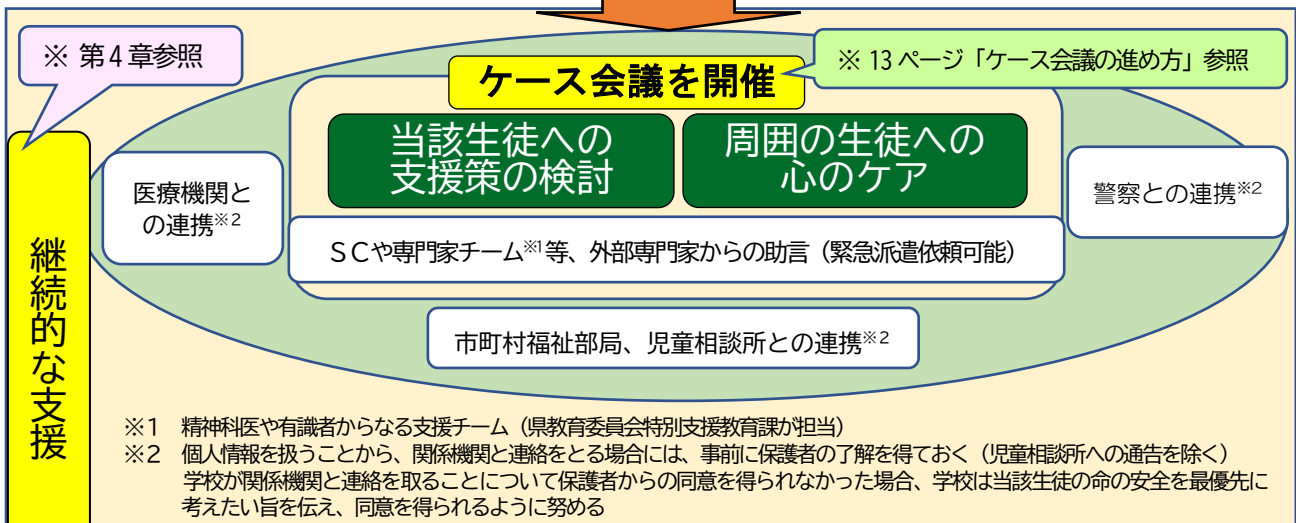 ※ 第4章参照
※ 13ページ「ケース会議の進め方」参照
ケース会議を開催
当該生徒への
支援策の検討
周囲の生徒への
心のケア
医療機関と
の連携※2
警察との連携※2
SCや専門家チーム※1等、外部専門家からの助言（緊急派遣依頼可能）
市町村福祉部局、児童相談所との連携※2
継続的な支援
※1 精神科医や有識者からなる支援チーム（県教育委員会特別支援教育課が担当）
※2 個人情報を扱うことから、関係機関と連絡をとる場合には、事前に保護者の了解を得ておく（児童相談所への通告を除く）
学校が関係機関と連絡を取ることについて保護者からの同意を得られなかった場合、学校は当該生徒の命の安全を最優先に
考えたい旨を伝え、同意を得られるように努める